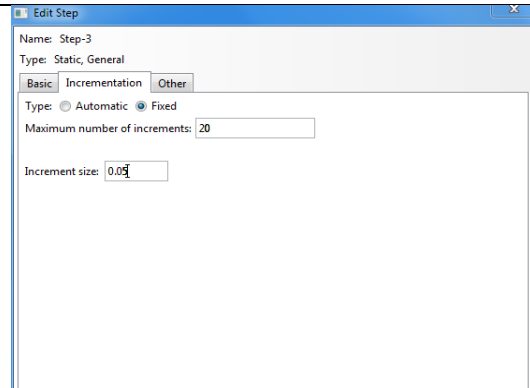 Edit Step
Name: Step-3
Type: Static, General
Basic Incrementation Other
Type: Automatic Fixed
Maximum number of increments: 20
Increment size: 0.05